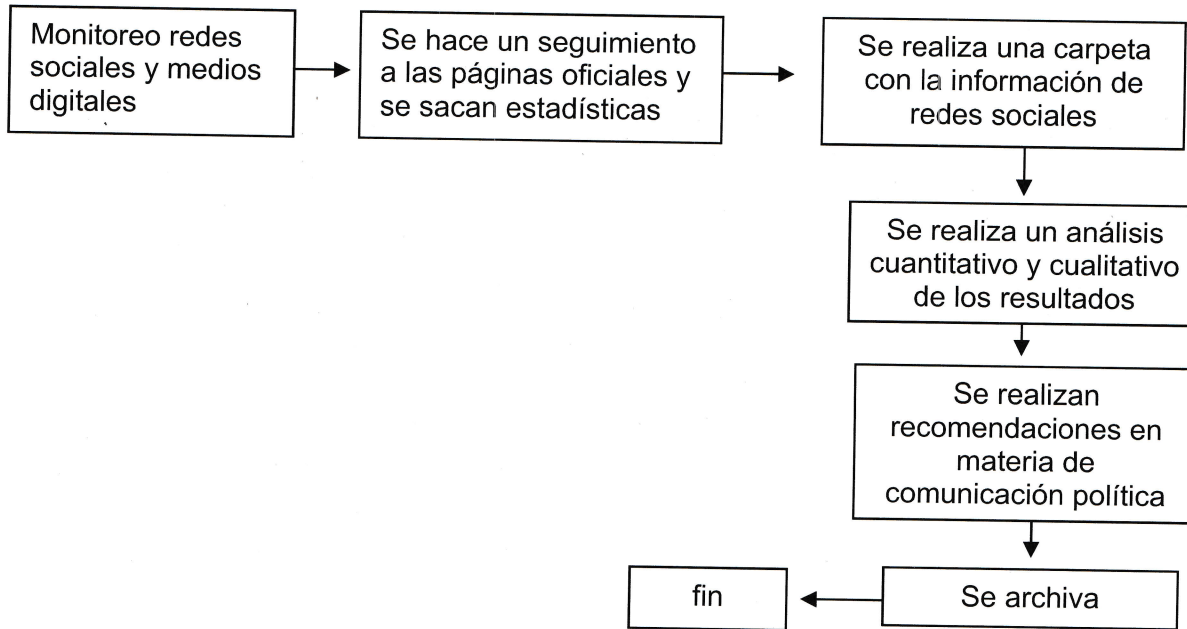 Monitoreo redes
sociales y medios
digitales
Se hace un seguimiento
a las páginas oficiales y
se sacan estadísticas
Se realiza una carpeta
con la información de
redes sociales
Se realiza un análisis
cuantitativo y cualitativo
de los resultados
Se realizan
recomendaciones en
materia de
comunicación política
Se archiva
fin